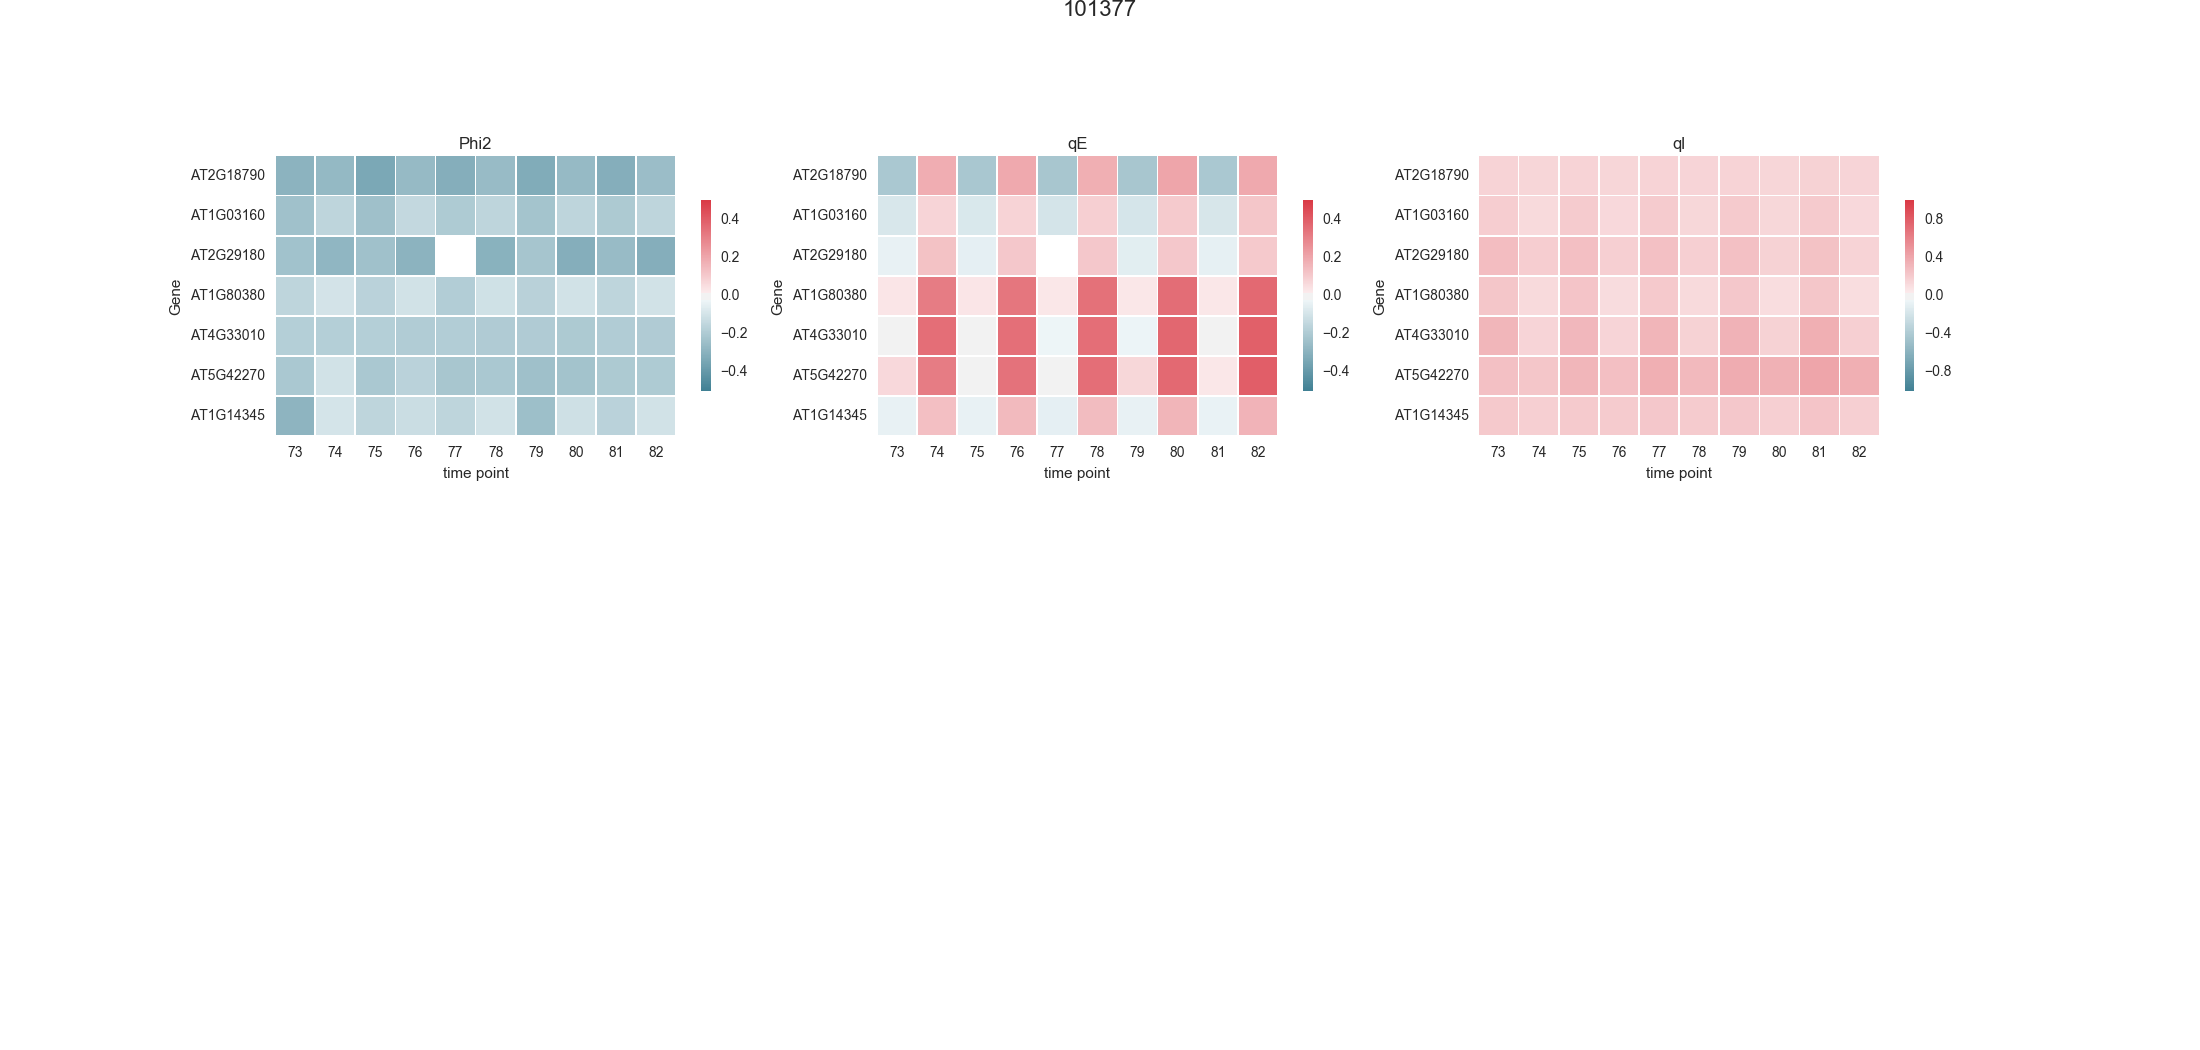 101377
Phi2
Gene
AT2G18790
AT1G03160
AT2G29180
AT1G80380
AT4G33010
AT5G42270
AT1G14345
73 74 75 76 77 78 79 80 81 82
time point
0.4
0.2
0.0
−0.2
−0.4
qE
Gene
AT2G18790
AT1G03160
AT2G29180
AT1G80380
AT4G33010
AT5G42270
AT1G14345
73 74 75 76 77 78 79 80 81 82
time point
0.4
0.2
0.0
−0.2
−0.4
qI
Gene
AT2G18790
AT1G03160
AT2G29180
AT1G80380
AT4G33010
AT5G42270
AT1G14345
73 74 75 76 77 78 79 80 81 82
time point
0.8
0.4
0.0
−0.4
−0.8